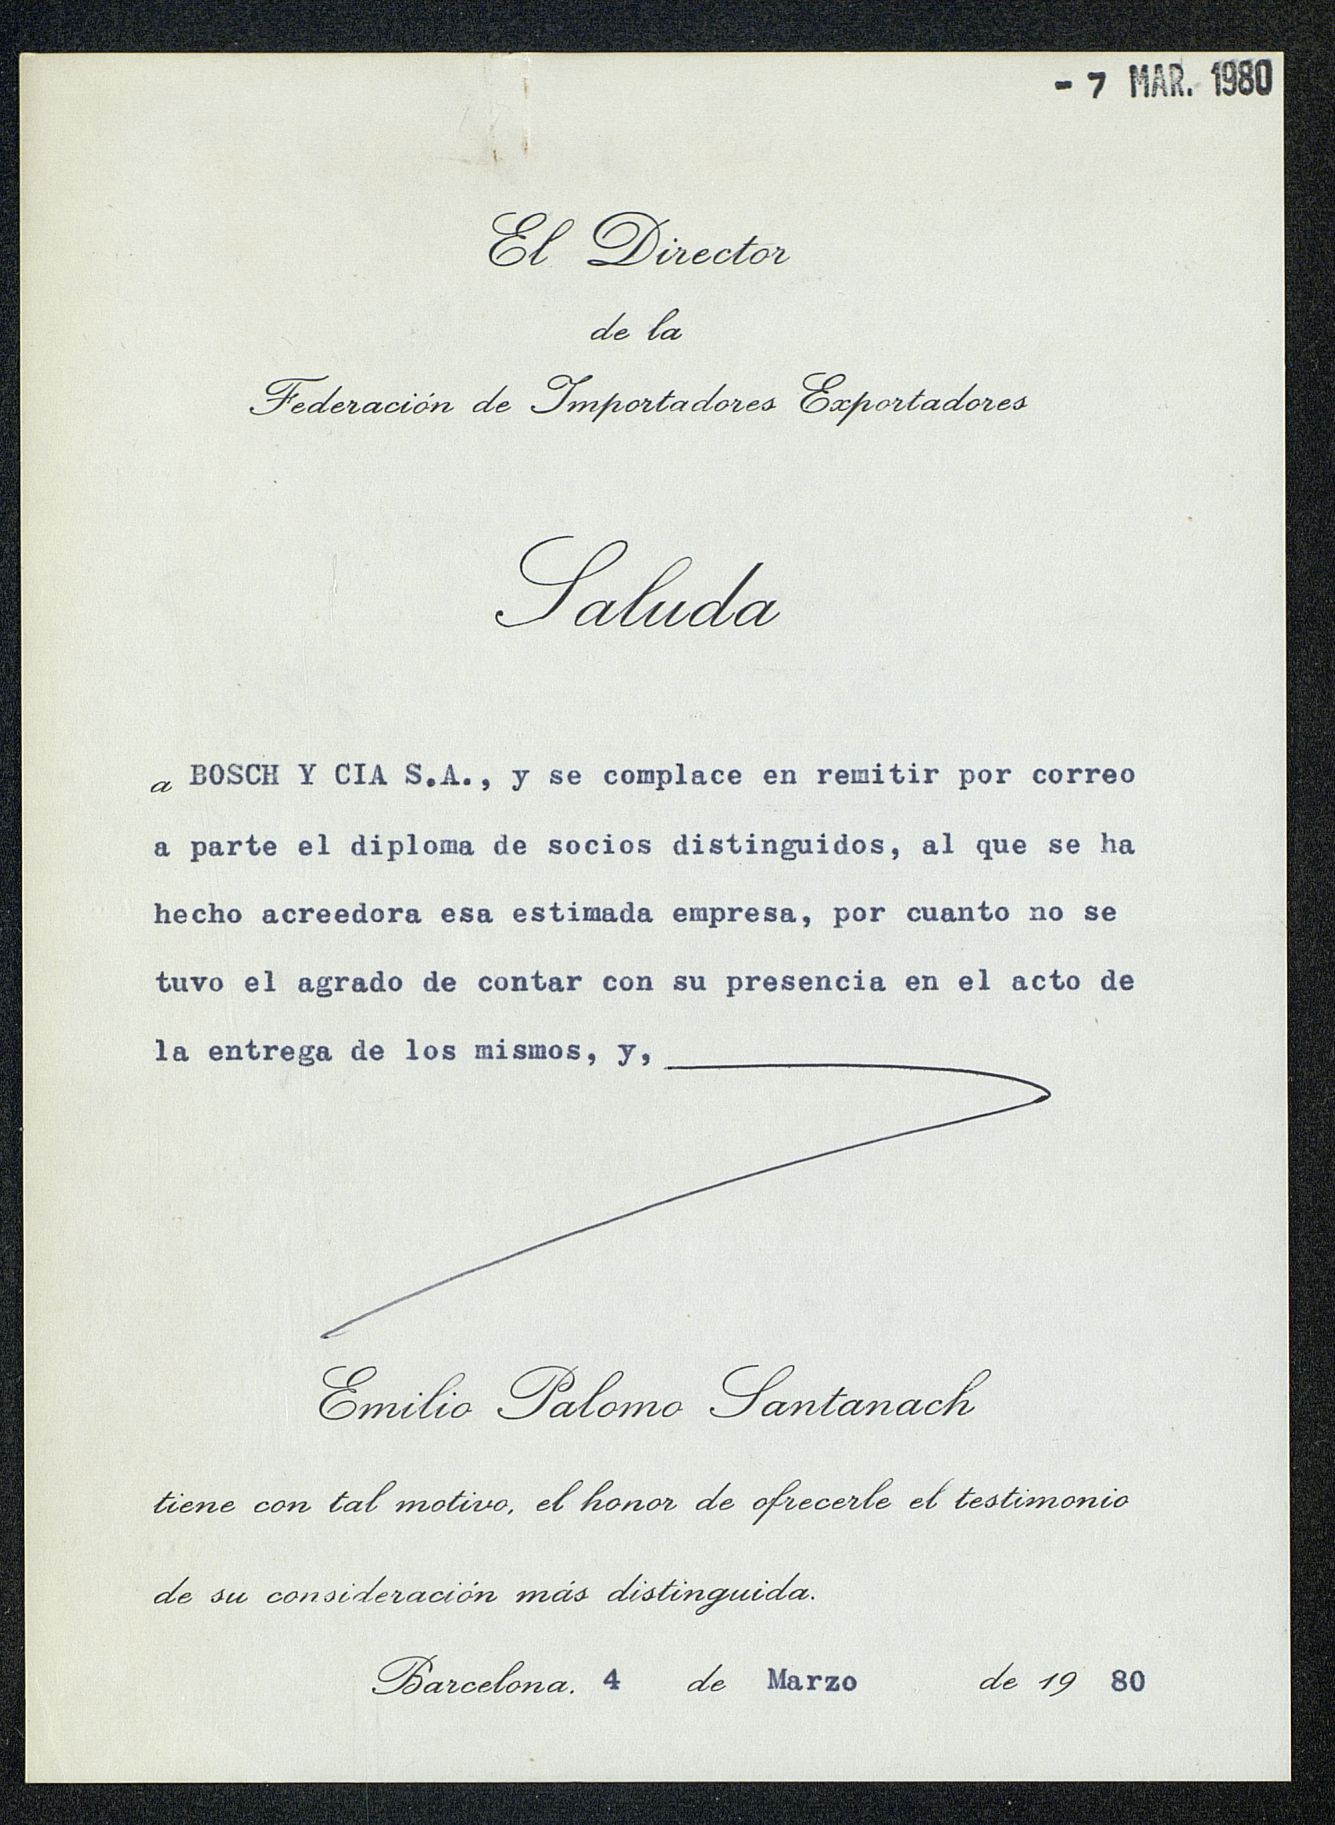 - 7 MAR. 1980
El Director
de la
Federación de Importadores Exportadores
Saluda
a BOSCH Y CIA S.A., y se complace en remitir por correo
a parte el diploma de socios distinguidos, al que se ha
hecho acreedora esa estimada empresa, por cuanto no se
tuvo el agrado de contar con su presencia en el acto de
la entrega de los mismos, y,
Emilio Palomo Santanach
tiene con tal motivo, el honor de ofrecerle el testimonio
de su consideración más distinguida.
Barcelona. 4 de Marzo de 19 80